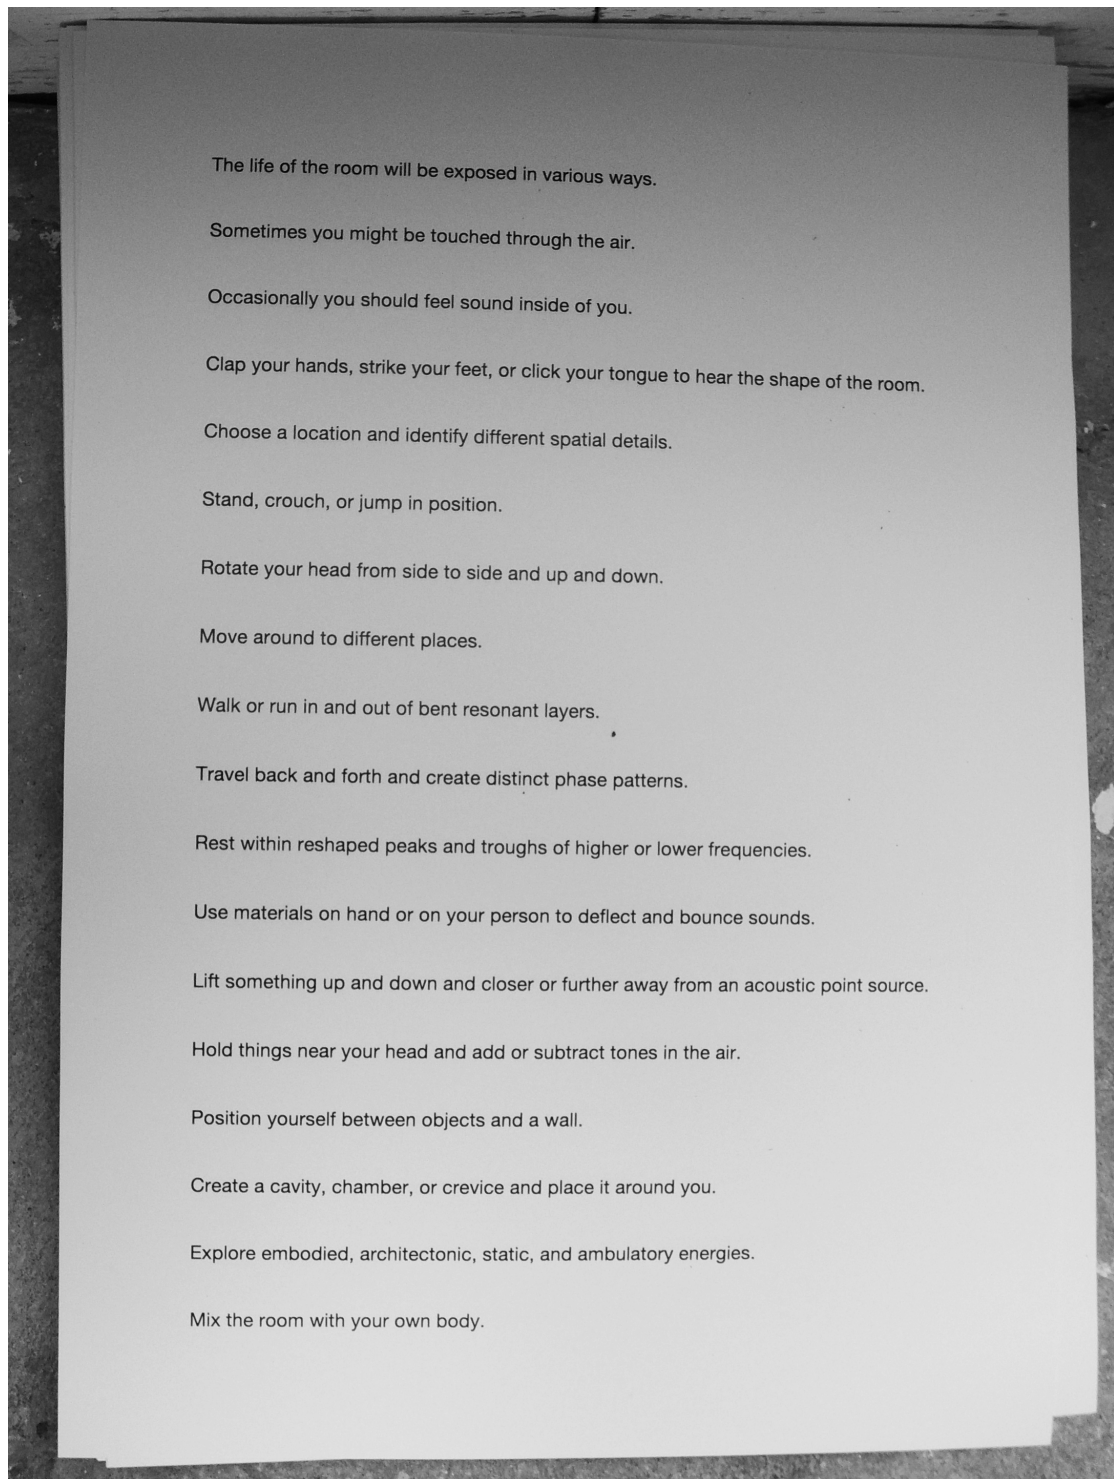 The life of the room will be exposed in various ways.
Sometimes you might be touched through the air.
Occasionally you should feel sound inside of you.
Clap your hands, strike your feet, or click your tongue to hear the shape of the room.
Choose a location and identify different spatial details.
Stand, crouch, or jump in position.
Rotate your head from side to side and up and down.
Move around to different places.
Walk or run in and out of bent resonant layers.
Travel back and forth and create distinct phase patterns.
Rest within reshaped peaks and troughs of higher or lower frequencies.
Use materials on hand or on your person to deflect and bounce sounds.
Lift something up and down and closer or further away from an acoustic point source.
Hold things near your head and add or subtract tones in the air.
Position yourself between objects and a wall.
Create a cavity, chamber, or crevice and place it around you.
Explore embodied, architectonic, static, and ambulatory energies.
Mix the room with your own body.